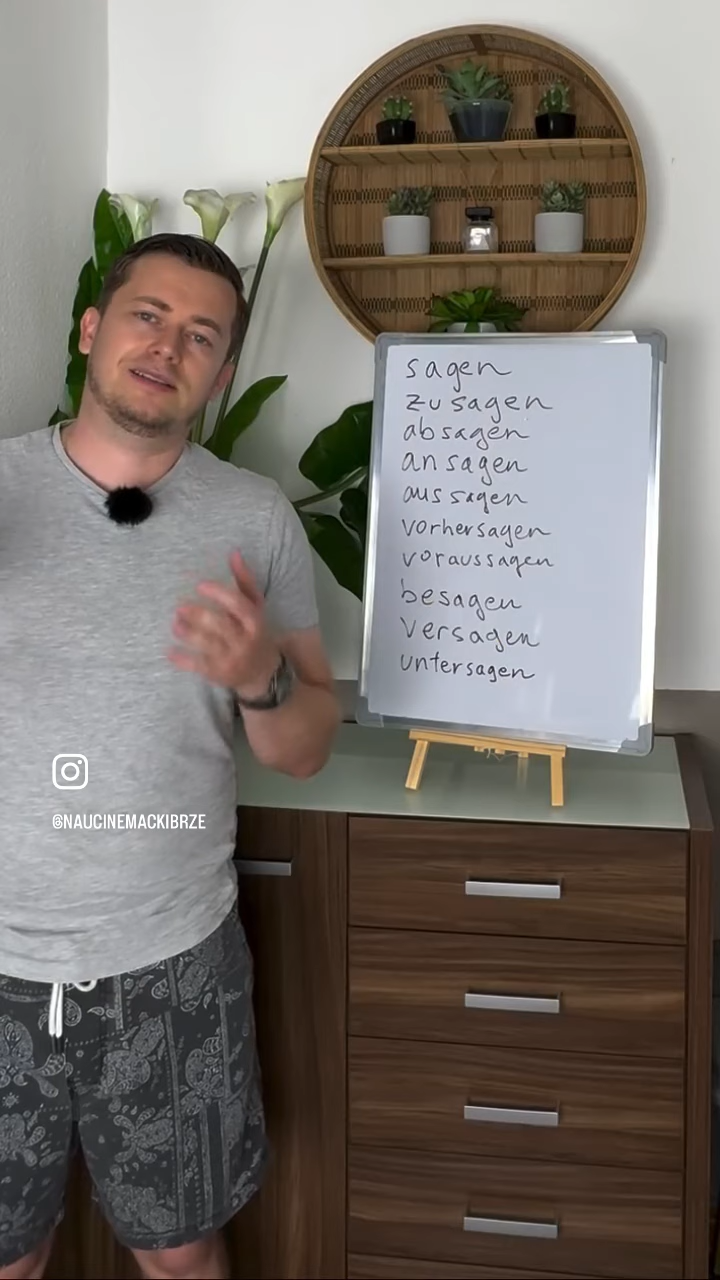 sagen
zusagen
absagen
ansagen
aussagen
vorhersagen
voraussagen
besagen
versagen
untersagen
@NAUCINEMACKIBRZE